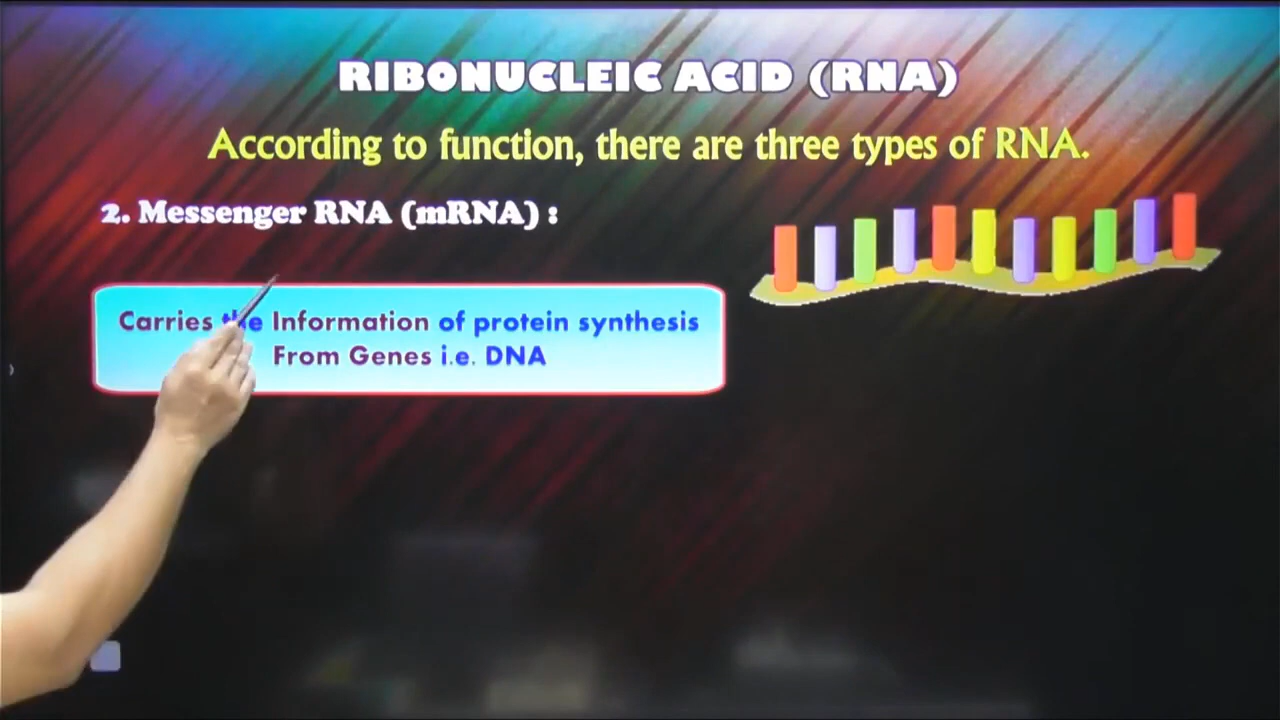 RIBONUCLEIC ACID (RNA)
According to function, there are three types of RNA.
2. Messenger RNA (mRNA) :
Carries the Information of protein synthesis
From Genes i.e. DNA